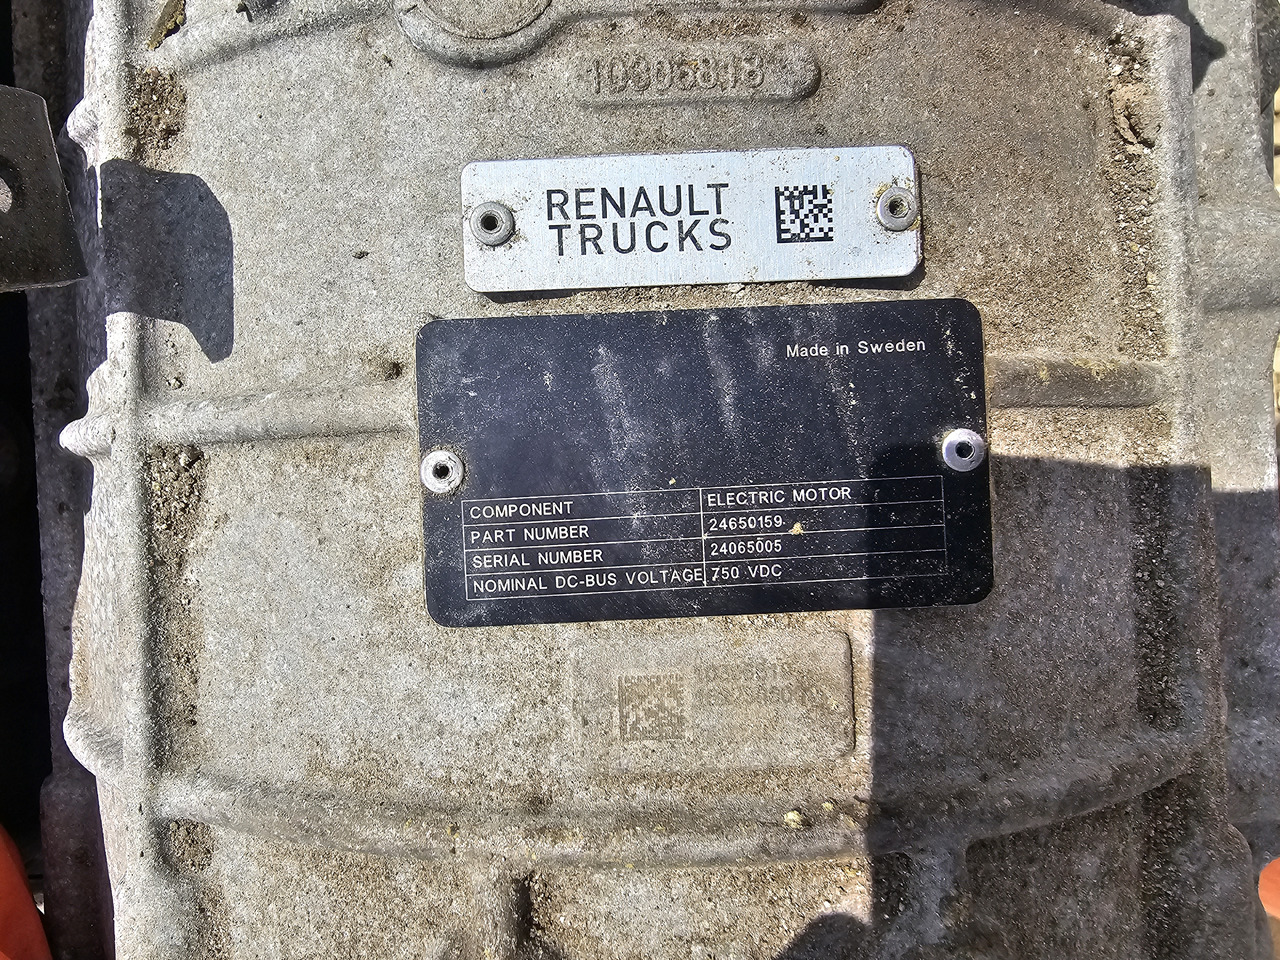 10306818
RENAULT
TRUCKS
Made in Sweden
COMPONENT ELECTRIC MOTOR
PART NUMBER 24650159
SERIAL NUMBER 24065005
NOMINAL DC-BUS VOLTAGE 750 VDC